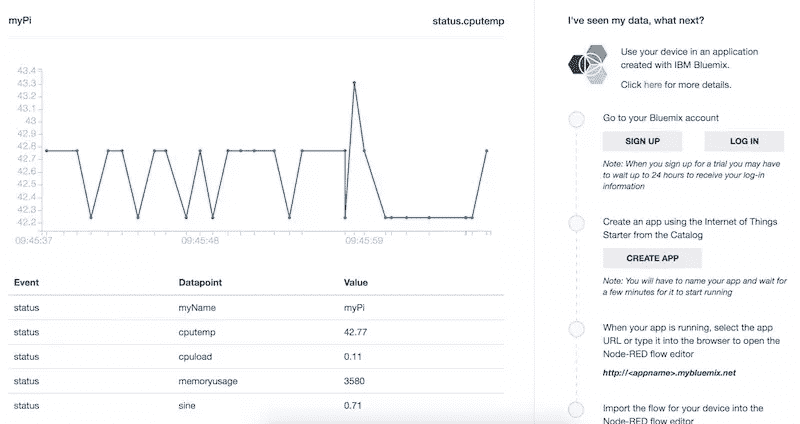 myPi
status.cputemp
43.4
43.3
43.2
43.1
43
42.9
42.8
42.7
42.6
42.5
42.4
42.3
42.2
09:45:37
09:45:48
09:45:59
Event Datapoint Value
status myName myPi
status cputemp 42.77
status cpuload 0.11
status memoryusage 3580
status sine 0.71
I've seen my data, what next?
Use your device in an application
created with IBM Bluemix.
Click here for more details.
Go to your Bluemix account
SIGN UP LOG IN
Note: When you sign up for a trial you may have
to wait up to 24 hours to receive your log-in
information
Create an app using the Internet of Things
Starter from the Catalog
CREATE APP
Note: You will have to name your app and wait for
a few minutes for it to start running
When your app is running, select the app
URL or type it into the browser to open the
Node-RED flow editor
http://<appname>.mybluemix.net
Import the flow for your device into the
Node-RED flow editor